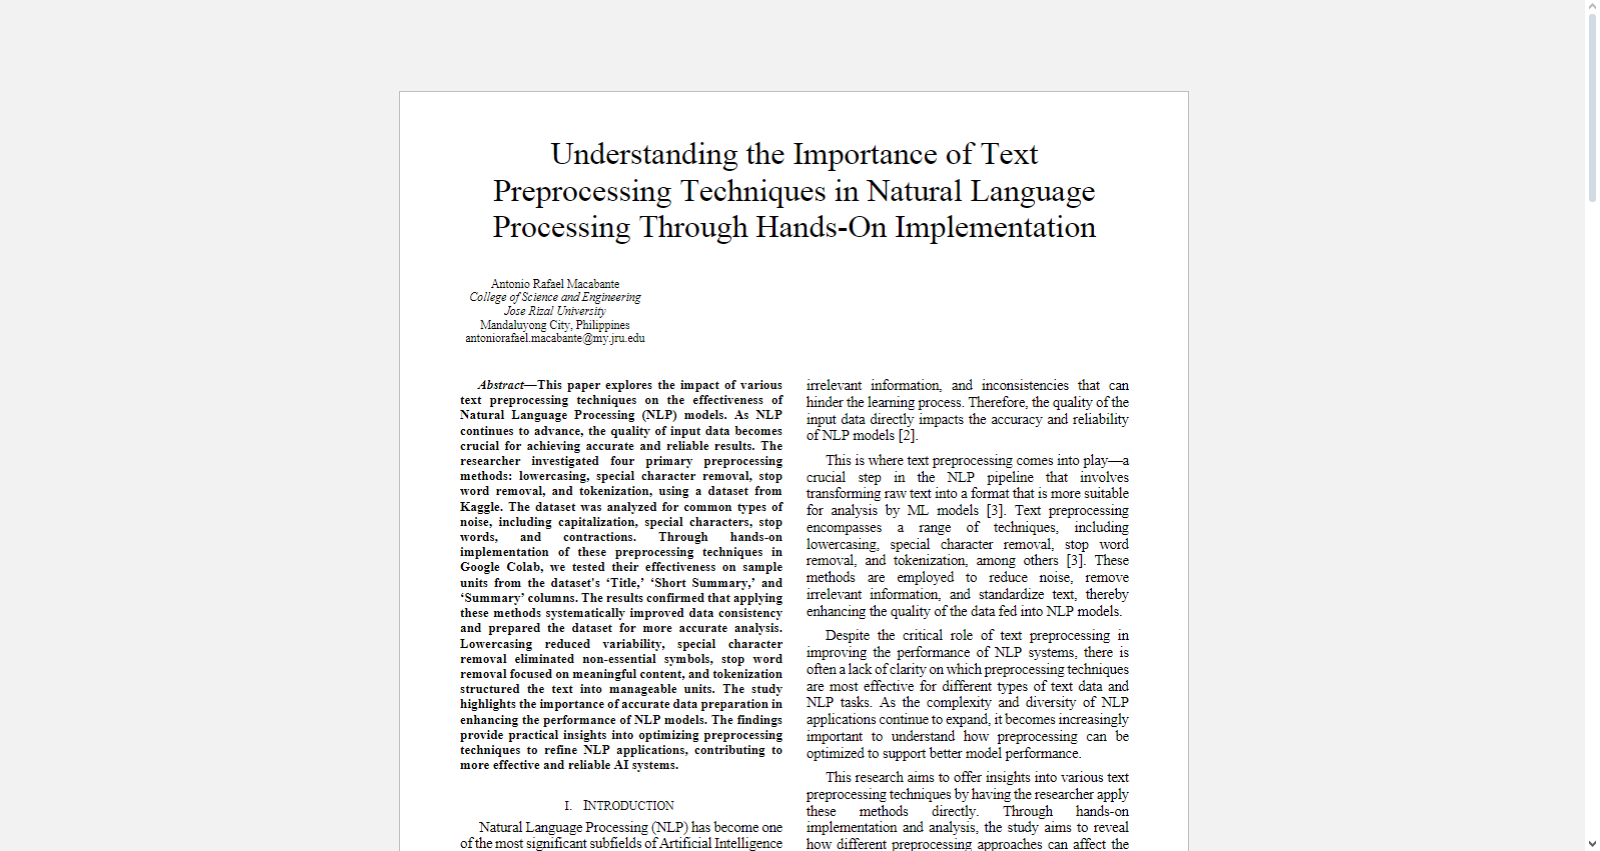 Understanding the Importance of Text
Preprocessing Techniques in Natural Language
Processing Through Hands-On Implementation
Antonio Rafael Macabante
College of Science and Engineering
Jose Rizal University
Mandaluyong City, Philippines
antoniorafael.macabante@my.jru.edu
Abstract—This paper explores the impact of various
text preprocessing techniques on the effectiveness of
Natural Language Processing (NLP) models. As NLP
continues to advance, the quality of input data becomes
crucial for achieving accurate and reliable results. The
researcher investigated four primary preprocessing
methods: lowercasing, special character removal, stop
word removal, and tokenization, using a dataset from
Kaggle. The dataset was analyzed for common types of
noise, including capitalization, special characters, stop
words, and contractions. Through hands-on
implementation of these preprocessing techniques in
Google Colab, we tested their effectiveness on sample
units from the dataset's ‘Title,’ ‘Short Summary,’ and
‘Summary’ columns. The results confirmed that applying
these methods systematically improved data consistency
and prepared the dataset for more accurate analysis.
Lowercasing reduced variability, special character
removal eliminated non-essential symbols, stop word
removal focused on meaningful content, and tokenization
structured the text into manageable units. The study
highlights the importance of accurate data preparation in
enhancing the performance of NLP models. The findings
provide practical insights into optimizing preprocessing
techniques to refine NLP applications, contributing to
more effective and reliable AI systems.
I. INTRODUCTION
Natural Language Processing (NLP) has become one
of the most significant subfields of Artificial Intelligence
irrelevant information, and inconsistencies that can
hinder the learning process. Therefore, the quality of the
input data directly impacts the accuracy and reliability
of NLP models [2].
This is where text preprocessing comes into play—a
crucial step in the NLP pipeline that involves
transforming raw text into a format that is more suitable
for analysis by ML models [3]. Text preprocessing
encompasses a range of techniques, including
lowercasing, special character removal, stop word
removal, and tokenization, among others [3]. These
methods are employed to reduce noise, remove
irrelevant information, and standardize text, thereby
enhancing the quality of the data fed into NLP models.
Despite the critical role of text preprocessing in
improving the performance of NLP systems, there is
often a lack of clarity on which preprocessing techniques
are most effective for different types of text data and
NLP tasks. As the complexity and diversity of NLP
applications continue to expand, it becomes increasingly
important to understand how preprocessing can be
optimized to support better model performance.
This research aims to offer insights into various text
preprocessing techniques by having the researcher apply
these methods directly. Through hands-on
implementation and analysis, the study aims to reveal
how different preprocessing approaches can affect the